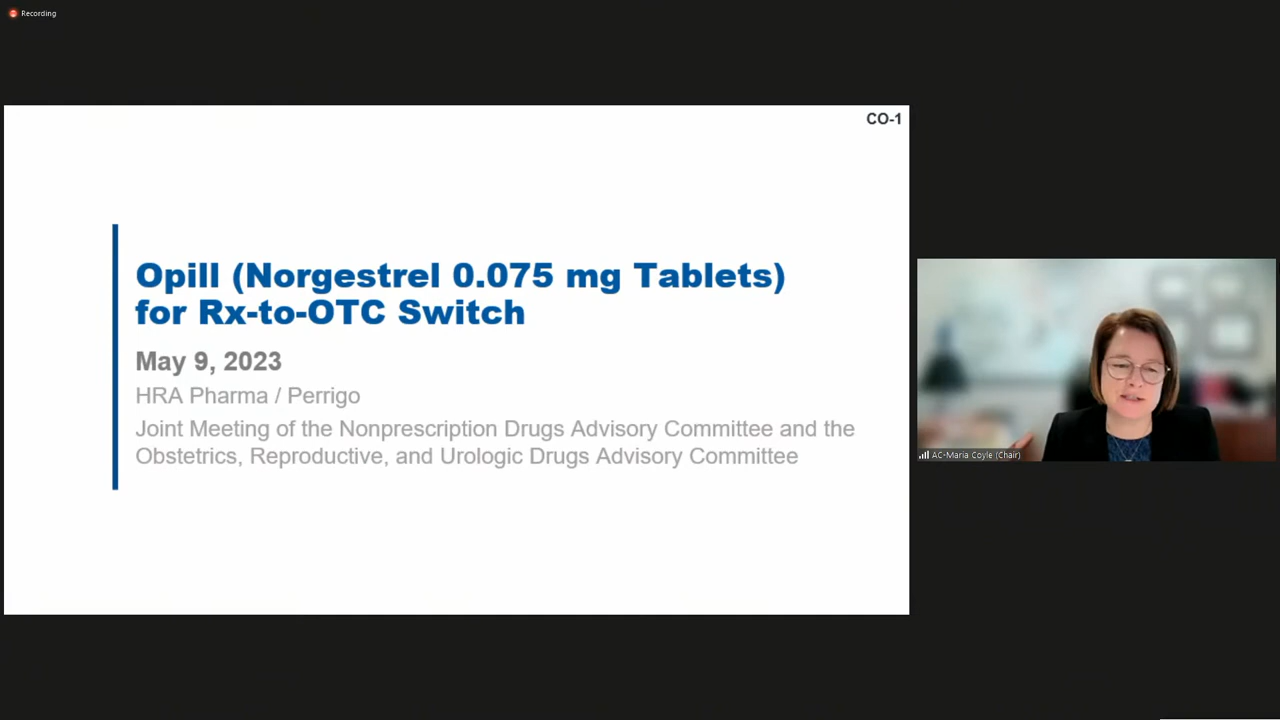 Recording
CO-1
Opill (Norgestrel 0.075 mg Tablets)
for Rx-to-OTC Switch
May 9, 2023
HRA Pharma / Perrigo
Joint Meeting of the Nonprescription Drugs Advisory Committee and the
Obstetrics, Reproductive, and Urologic Drugs Advisory Committee
AC-Maria Coyle (Chair)